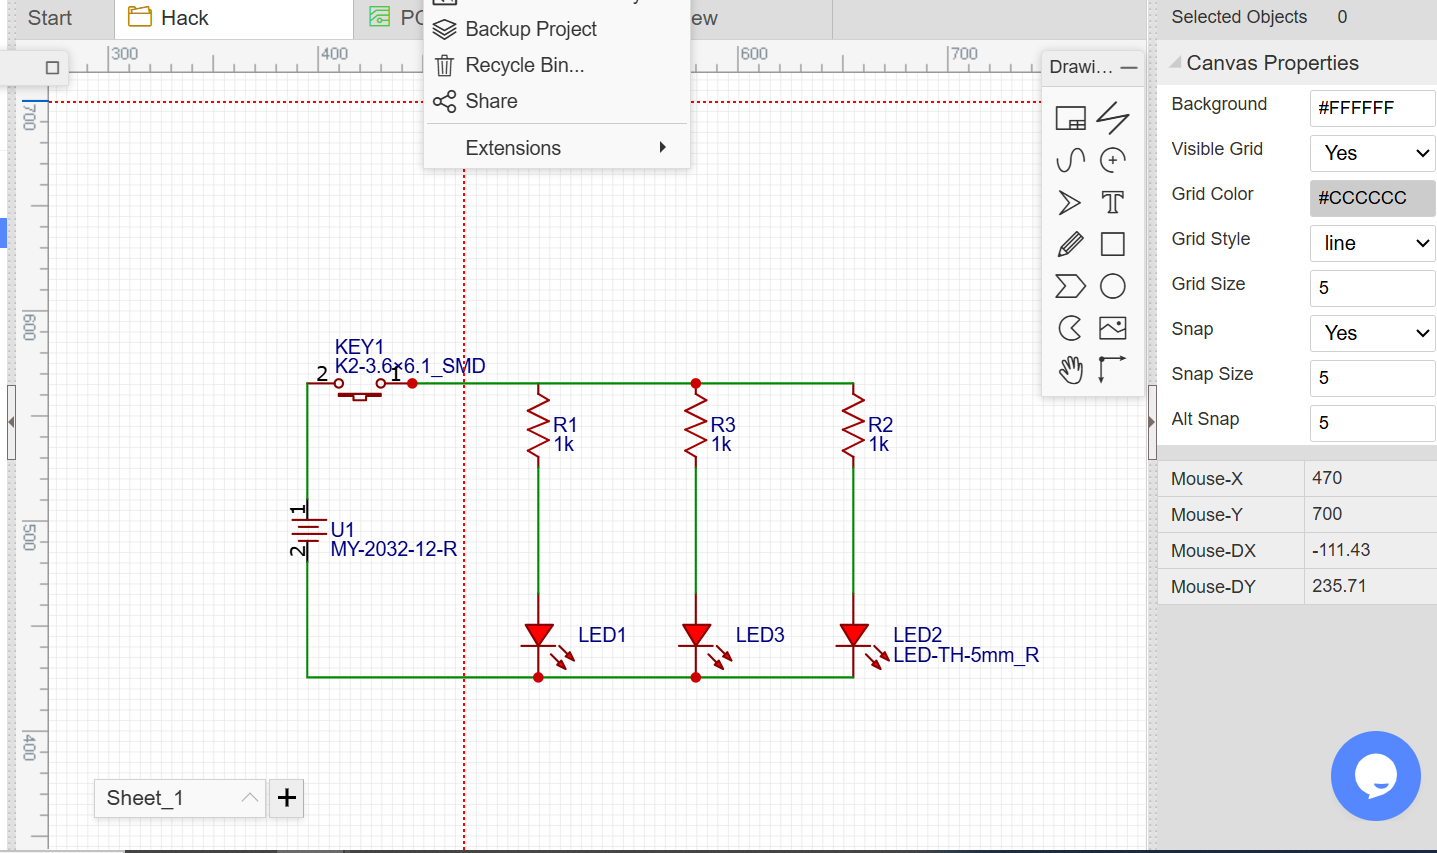 Start
Hack
PC
ew
Backup Project
Recycle Bin...
Share
Extensions
300
400
600
700
700
600
500
400
Drawi...
KEY1
K2-3.6×6.1_SMD
2
1
R1
1k
R3
1k
R2
1k
1
2
U1
MY-2032-12-R
LED1
LED3
LED2
LED-TH-5mm_R
Sheet_1
Selected Objects 0
Canvas Properties
Background #FFFFFF
Visible Grid Yes
Grid Color #CCCCCC
Grid Style line
Grid Size 5
Snap Yes
Snap Size 5
Alt Snap 5
Mouse-X 470
Mouse-Y 700
Mouse-DX -111.43
Mouse-DY 235.71